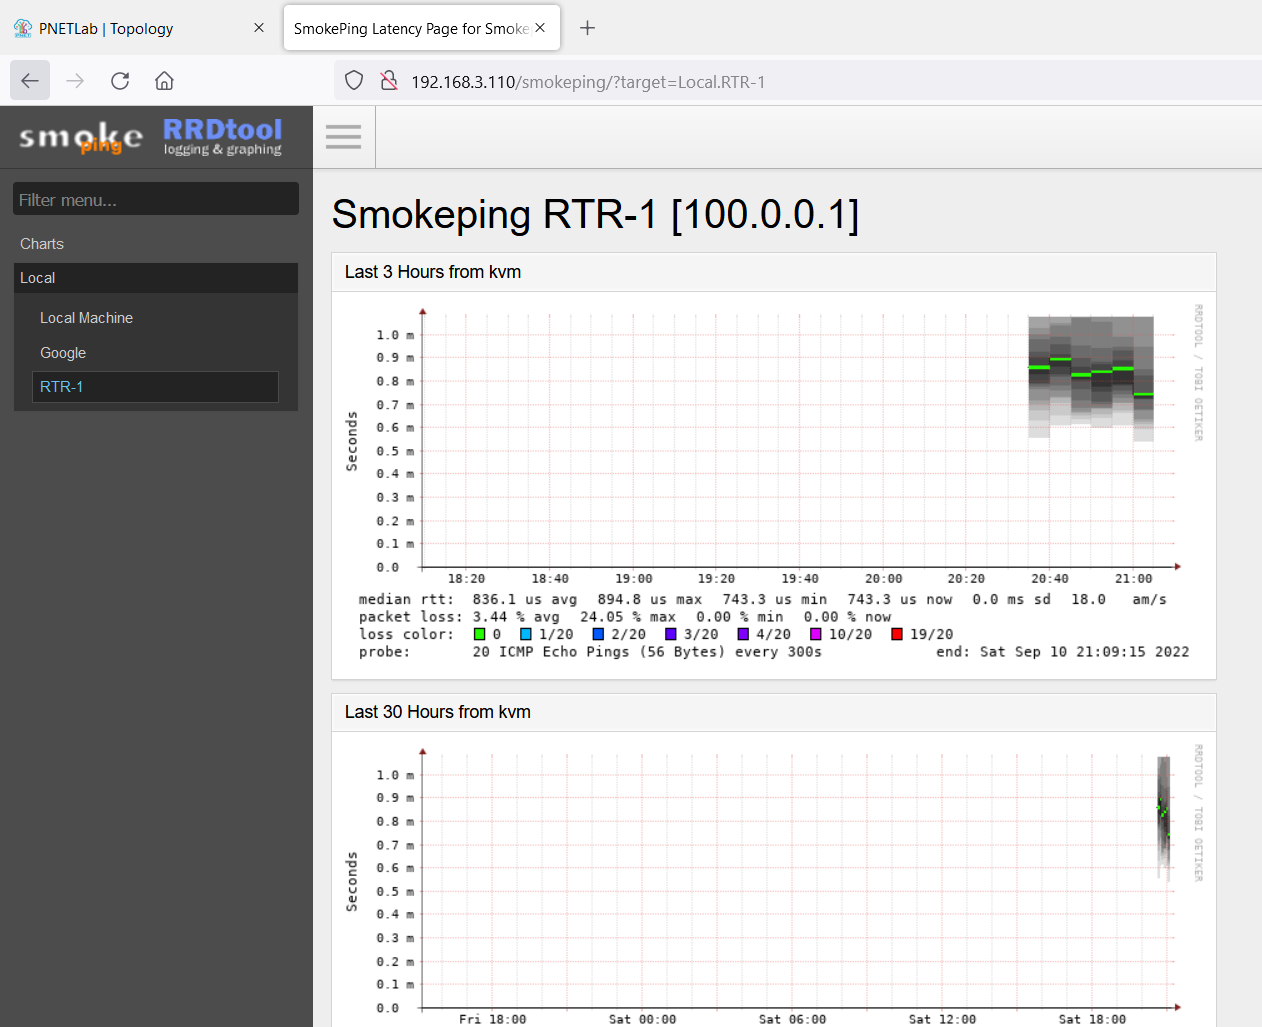 PNETLab | Topology
SmokePing Latency Page for Smoke
192.168.3.110/smokeping/?target=Local.RTR-1
smoke ping
RRDtool
logging & graphing
Filter menu...
Charts
Local
Local Machine
Google
RTR-1
Smokeping RTR-1 [100.0.0.1]
Last 3 Hours from kvm
RRDTOOL / TOBI OETIKER
Seconds
1.0 m
0.9 m
0.8 m
0.7 m
0.6 m
0.5 m
0.4 m
0.3 m
0.2 m
0.1 m
0.0
18:20 18:40 19:00 19:20 19:40 20:00 20:20 20:40 21:00
median rtt: 836.1 us avg 894.8 us max 743.3 us min 743.3 us now 0.0 ms sd 18.0 am/s
packet loss: 3.44 % avg 24.05 % max 0.00 % min 0.00 % now
loss color: 0 1/20 2/20 3/20 4/20 10/20 19/20
probe: 20 ICMP Echo Pings (56 Bytes) every 300s end: Sat Sep 10 21:09:15 2022
Last 30 Hours from kvm
RRDTOOL / TOBI OETIKER
Seconds
1.0 m
0.9 m
0.8 m
0.7 m
0.6 m
0.5 m
0.4 m
0.3 m
0.2 m
0.1 m
0.0
Fri 18:00 Sat 00:00 Sat 06:00 Sat 12:00 Sat 18:00